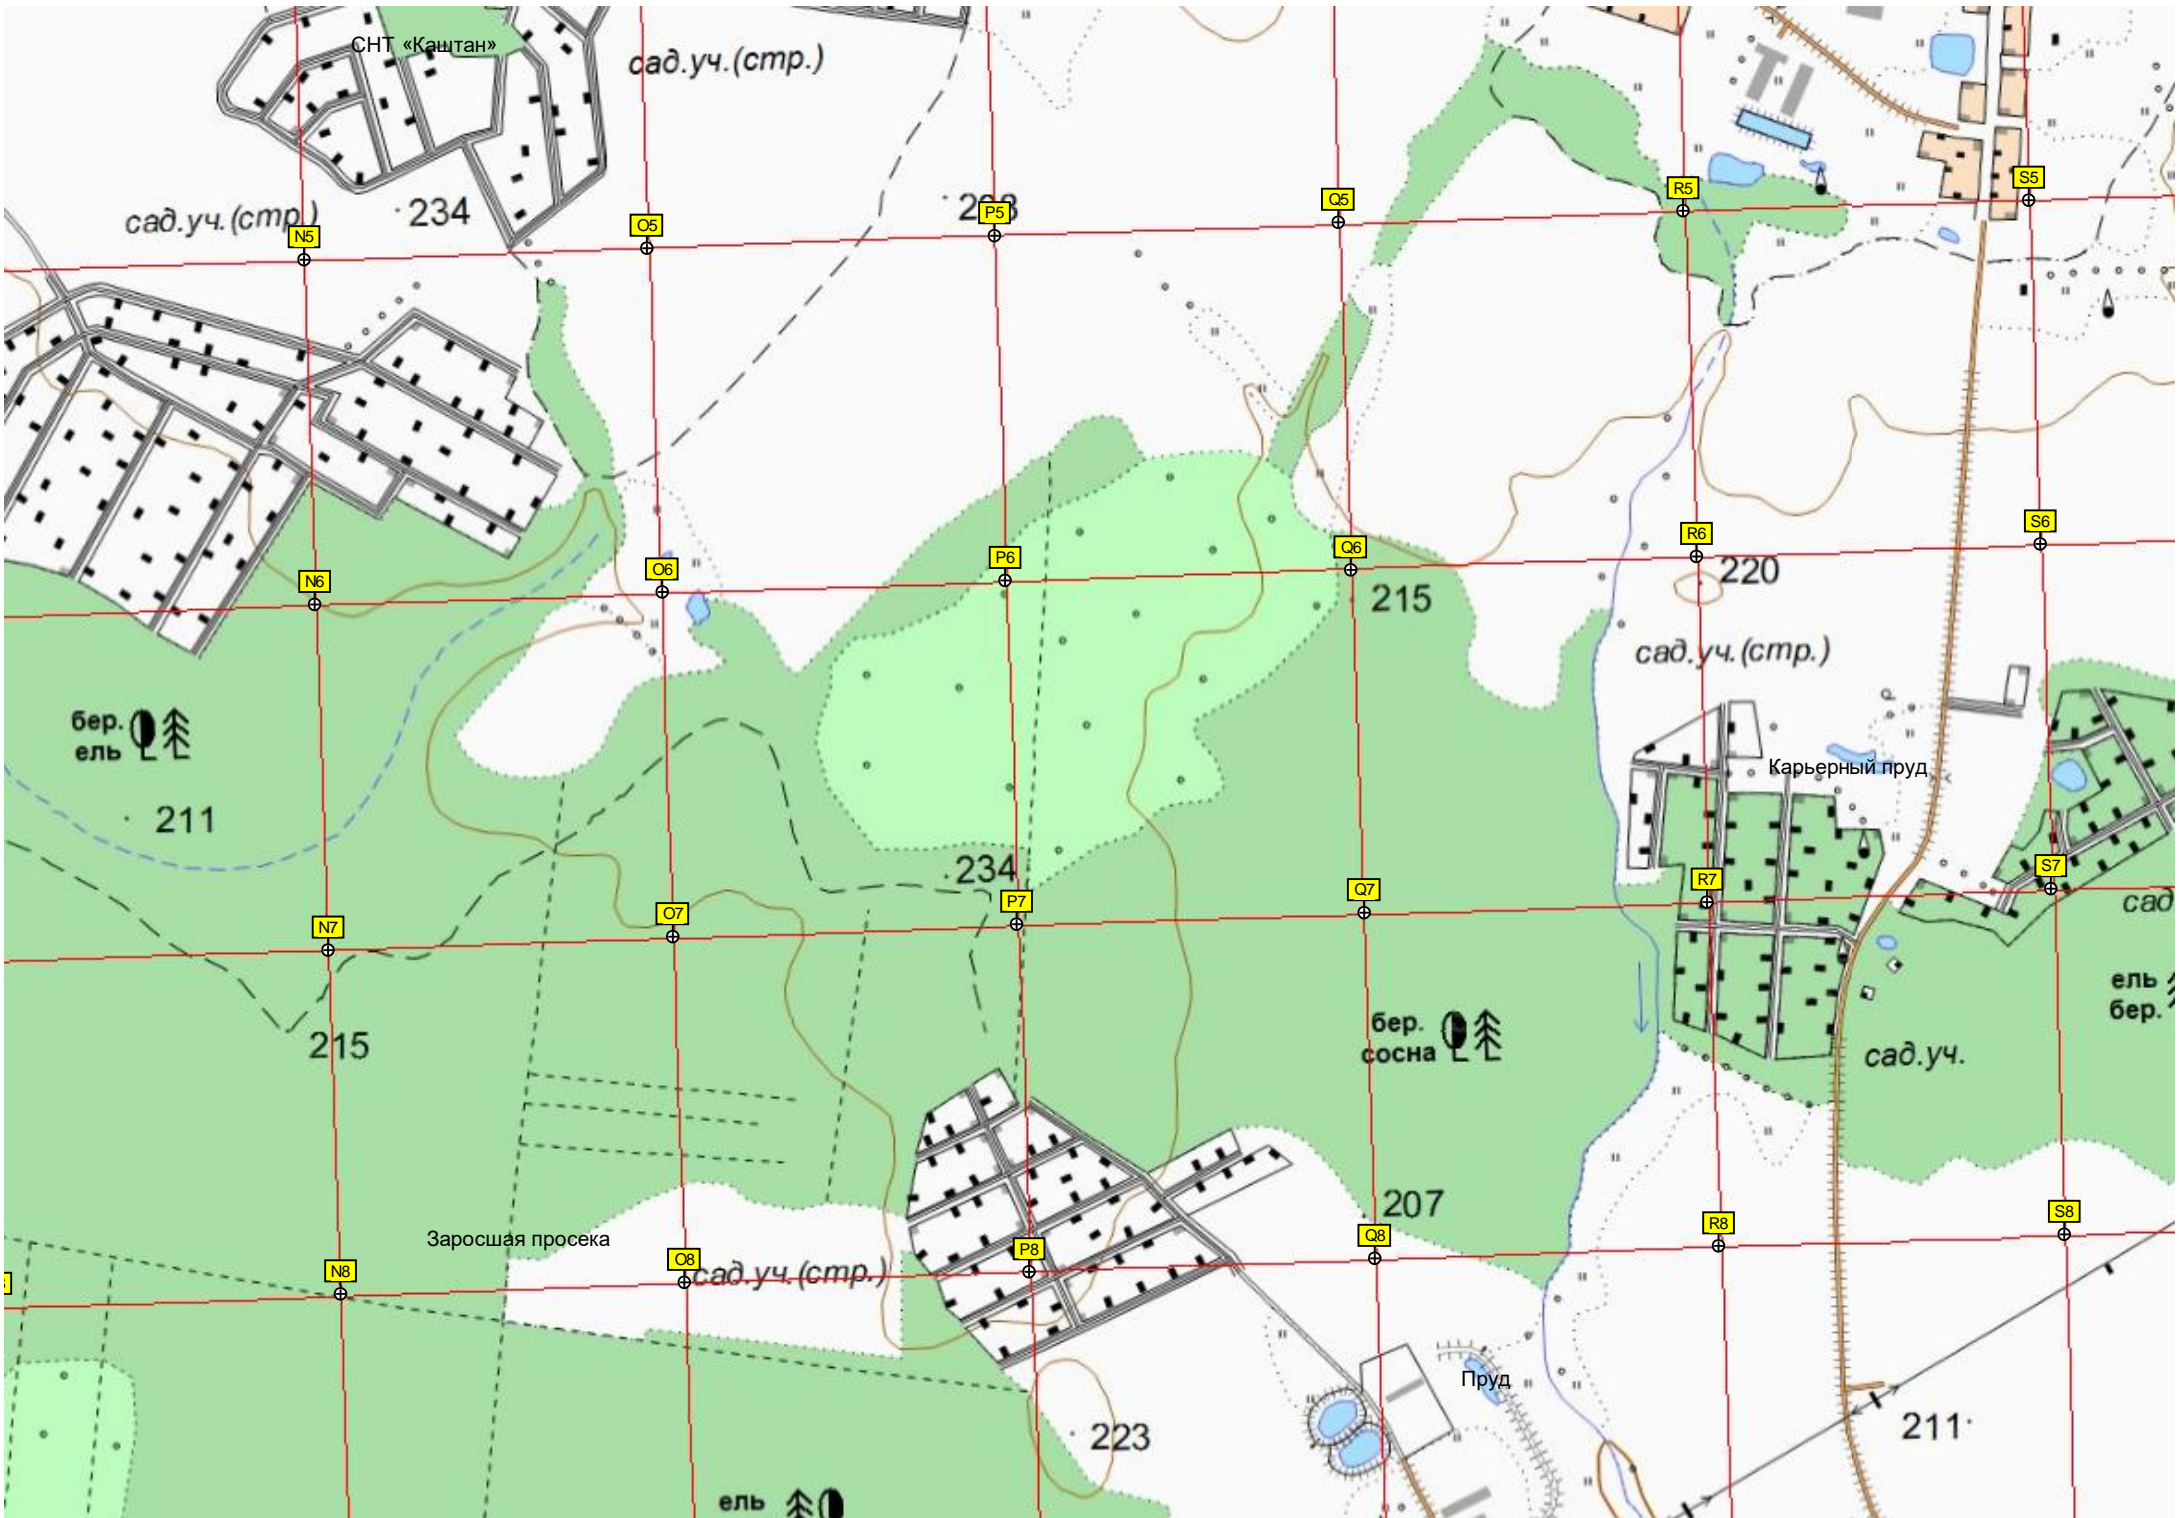 СНТ «Каштан»
сад.уч.(стр.)
234
сад.уч.(стр.)
N5
O5
P5
Q5
R5
S5
N6
O6
P6
Q6
R6
S6
215
220
сад.уч.(стр.)
бер.
ель
211
Карьерный пруд
234
N7
O7
P7
Q7
R7
S7
сад
215
бер.
сосна
сад.уч.
ель
бер.
207
Заросшая просека
N8
O8
P8
Q8
R8
S8
сад.уч.(стр.)
Пруд
223
211
ель